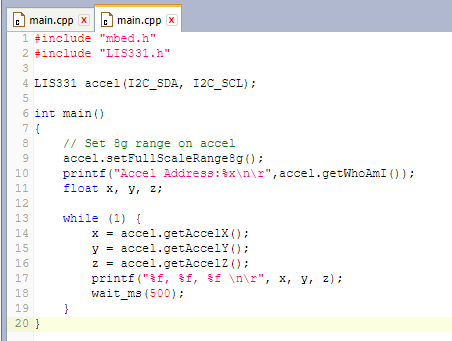 main.cpp x main.cpp x
1 #include "mbed.h"
2 #include "LIS331.h"
3
4 LIS331 accel(I2C_SDA, I2C_SCL);
5
6 int main()
7 {
8     // Set 8g range on accel
9     accel.setFullScaleRange8g();
10     printf("Accel Address:%x\n\r",accel.getWhoAmI());
11     float x, y, z;
12
13     while (1) {
14         x = accel.getAccelX();
15         y = accel.getAccelY();
16         z = accel.getAccelZ();
17         printf("%f, %f, %f \n\r", x, y, z);
18         wait_ms(500);
19     }
20 }